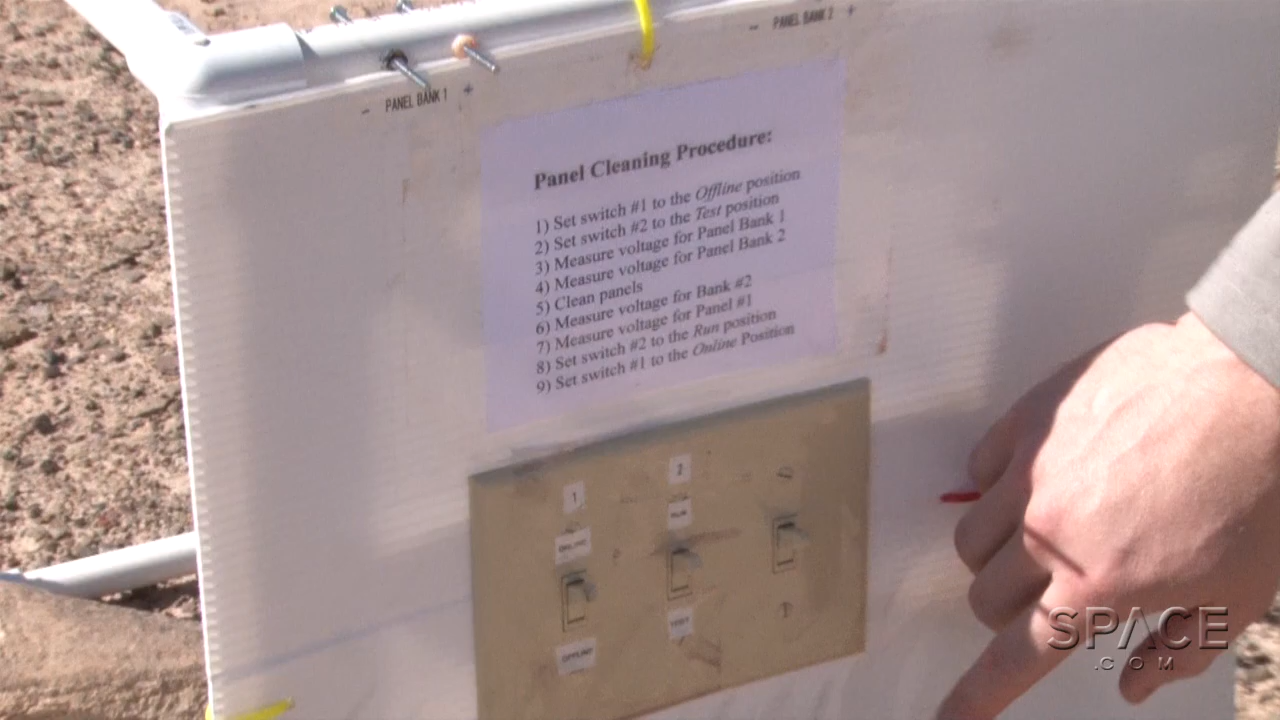 − PANEL BANK 1 +
− PANEL BANK 2 +
Panel Cleaning Procedure:
1) Set switch #1 to the Offline position
2) Set switch #2 to the Test position
3) Measure voltage for Panel Bank 1
4) Measure voltage for Panel Bank 2
5) Clean panels
6) Measure voltage for Bank #2
7) Measure voltage for Panel #1
8) Set switch #2 to the Run position
9) Set switch #1 to the Online Position
1
2
ONLINE
RUN
OFFLINE
TEST
SPACE
.COM